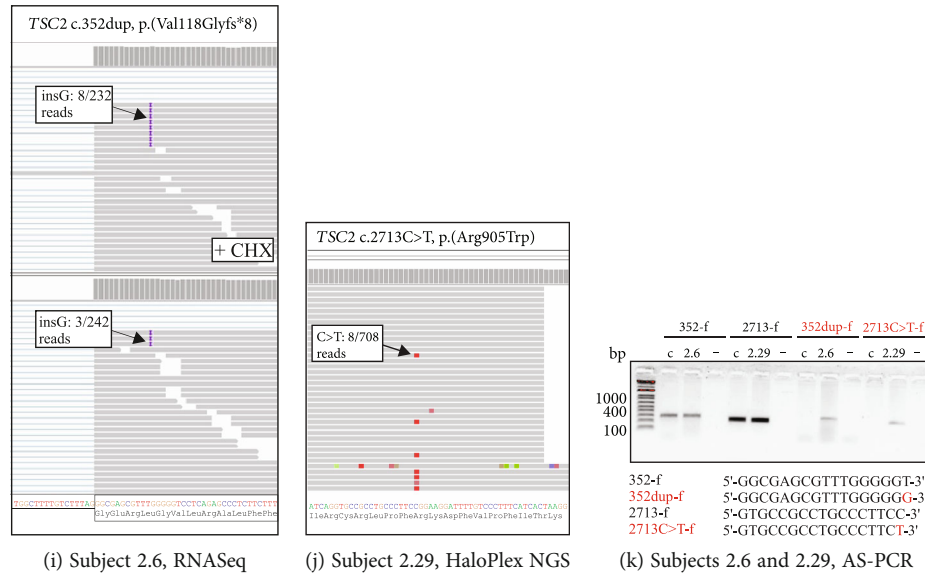 TSC2 c.352dup, p.(Val118Glyfs*8)
insG: 8/232
reads
+ CHX
insG: 3/242
reads
TGGCTTTTGTCTTTAGGGCGAGCGTTTGGGGGTCCTCAGAGCCCTCTTCTTT
GlyGluArgLeuGlyValLeuArgAlaLeuPhePhe
(i) Subject 2.6, RNASeq
TSC2 c.2713C>T, p.(Arg905Trp)
C>T: 8/708
reads
ATCAGGTGCCGCCTGCCCTTCCGGAAGGATTTTGTCCCTTTCATCACTAAGG
IleArgCysArgLeuProPheArgLysAspPheValProPheIleThrLys
(j) Subject 2.29, HaloPlex NGS
352-f 2713-f 352dup-f 2713C>T-f
bp c 2.6 – c 2.29 – c 2.6 – c 2.29 –
1000
400
100
352-f 5'-GGCGAGCGTTTGGGGGT-3'
352dup-f 5'-GGCGAGCGTTTGGGGGG-3'
2713-f 5'-GTGCCGCCTGCCCTTCC-3'
2713C>T-f 5'-GTGCCGCCTGCCCTTCT-3'
(k) Subjects 2.6 and 2.29, AS-PCR